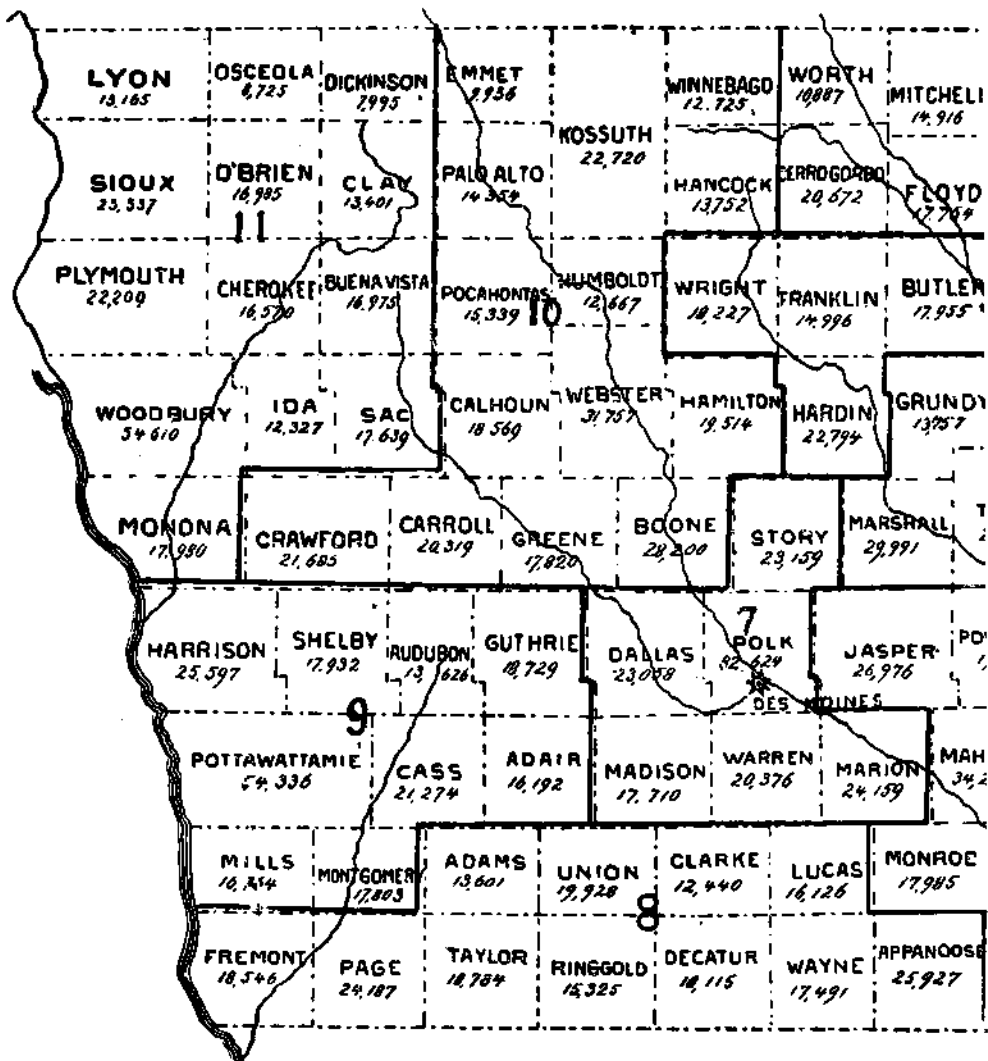 LYON
13,165
OSCEOLA
8,725
DICKINSON
7,995
EMMET
9,936
KOSSUTH
22,720
WINNEBAGO
12,725
WORTH
10,887
MITCHELL
14,916
SIOUX
23,337
O'BRIEN
16,985
CLAY
13,401
PALO ALTO
14,354
HANCOCK
13,752
CERRO GORDO
20,672
FLOYD
17,754
11
PLYMOUTH
22,209
CHEROKEE
16,570
BUENA VISTA
16,975
POCAHONTAS
15,339
10
HUMBOLDT
12,667
WRIGHT
18,227
FRANKLIN
14,996
BUTLER
17,955
WOODBURY
54610
IDA
12,327
SAC
17,639
CALHOUN
18,569
WEBSTER
31,757
HAMILTON
19,514
HARDIN
22,794
GRUNDY
13,757
MONONA
17,980
CRAWFORD
21,685
CARROLL
20,319
GREENE
17,820
BOONE
28,200
STORY
23,159
MARSHALL
29,991
T
2
HARRISON
25,597
SHELBY
17,932
AUDUBON
13,626
GUTHRIE
18,729
DALLAS
23,058
7
POLK
82,624
DES MOINES
JASPER
26,976
PO
1
9
POTTAWATTAMIE
54,336
CASS
21,274
ADAIR
16,192
MADISON
17,710
WARREN
20,376
MARION
24,159
MAH
34,2
MILLS
MONTGOMERY
17,803
ADAMS
13,601
UNION
19,928
CLARKE
12,440
LUCAS
16,126
MONROE
17,985
8
FREMONT
18,546
PAGE
24,187
TAYLOR
18,784
RINGGOLD
15,325
DECATUR
18,115
WAYNE
17,491
APPANOOSE
25,927